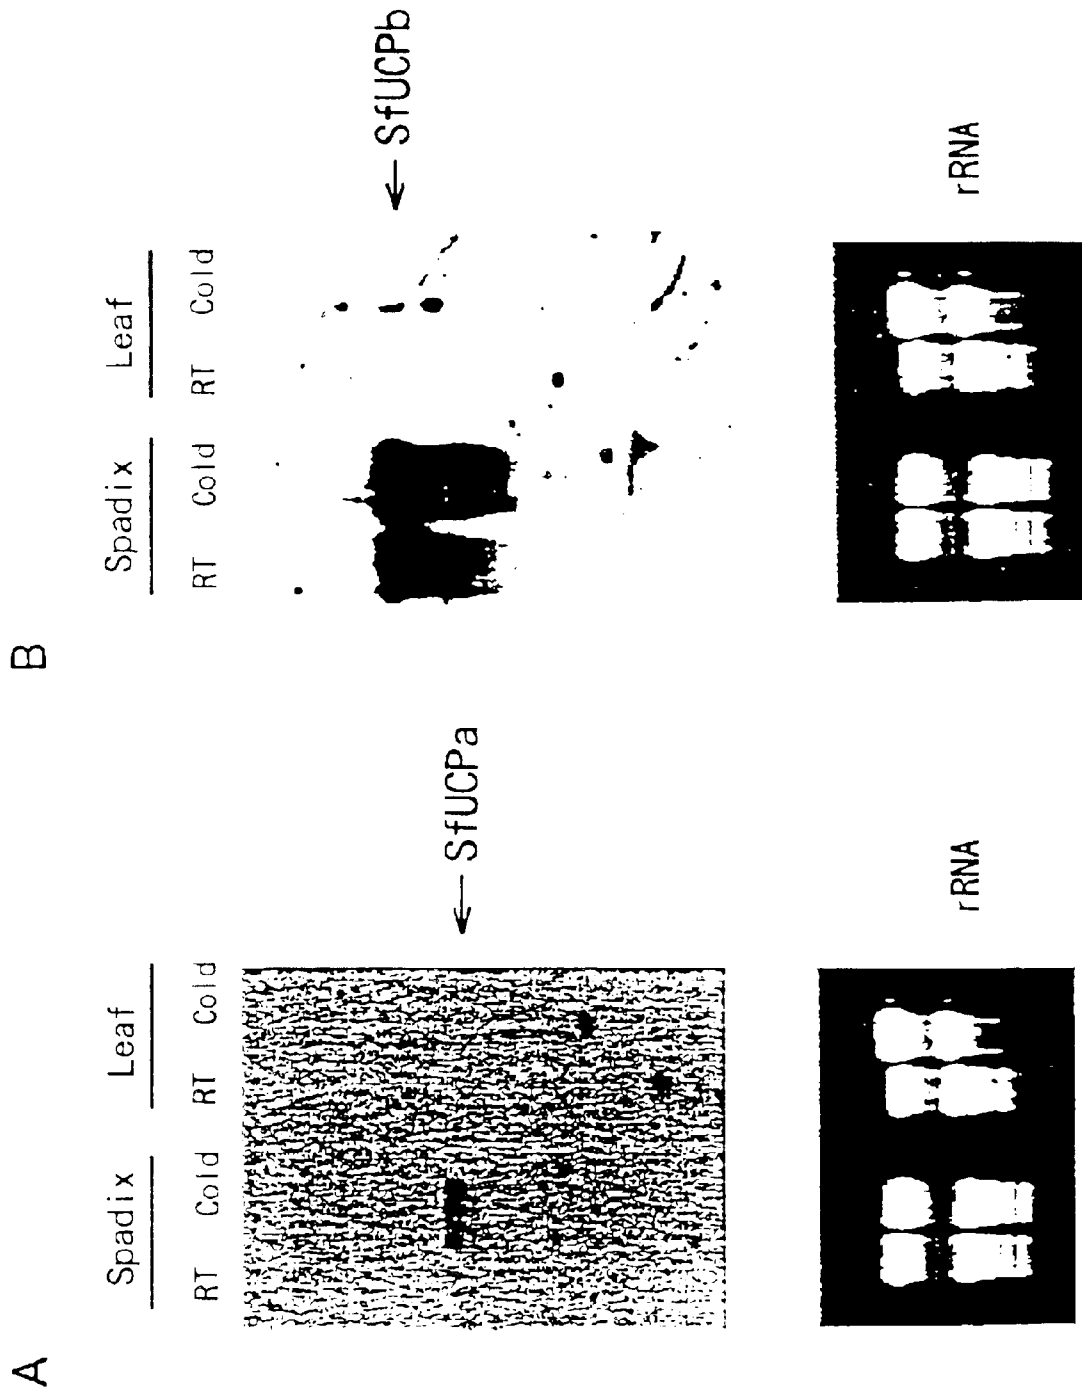 A
Spadix Leaf
RT Cold RT Cold
← SfUCPa
rRNA
B
Spadix Leaf
RT Cold RT Cold
← SfUCPb
rRNA